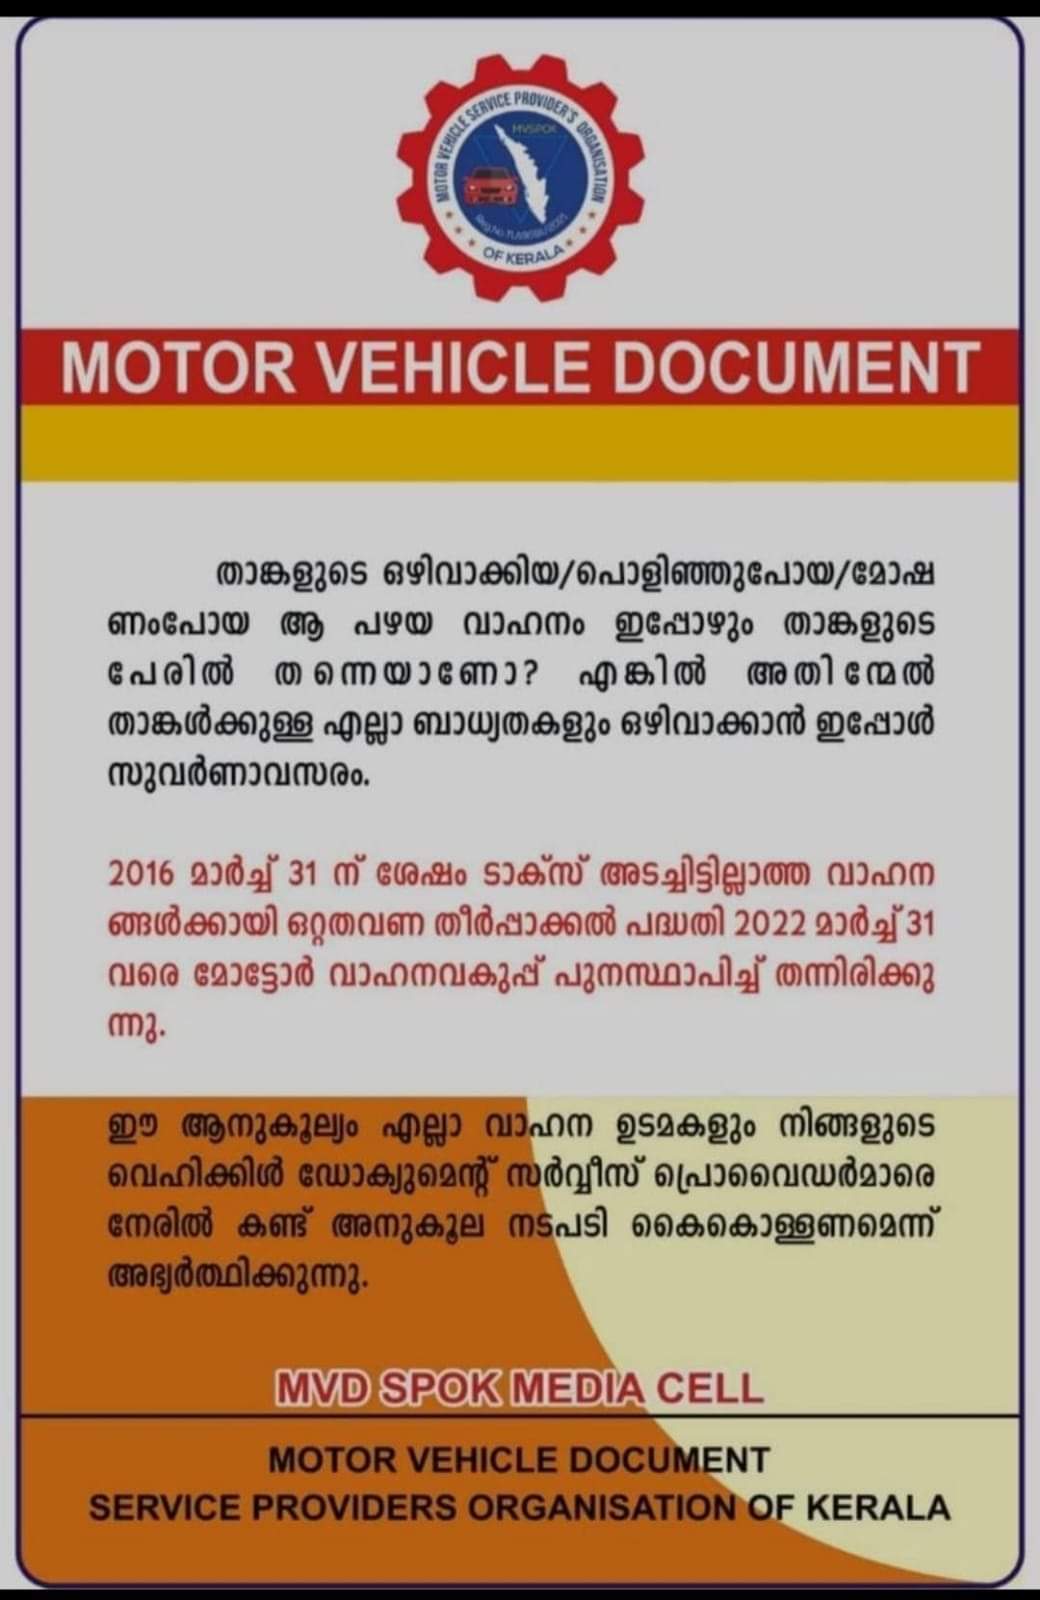 MOTOR VEHICLE SERVICE PROVIDER'S ORGANISATION
MVSPOK
OF KERALA
MOTOR VEHICLE DOCUMENT
താങ്കളുടെ ഒഴിവാക്കിയ/പൊളിഞ്ഞുപോയ/മോഷ
ണംപോയ ആ പഴയ വാഹനം ഇപ്പോഴും താങ്കളുടെ
പേരിൽ തന്നെയാണോ? എങ്കിൽ അതിന്മേൽ
താങ്കൾക്കുള്ള എല്ലാ ബാധ്യതകളും ഒഴിവാക്കാൻ ഇപ്പോൾ
സുവർണാവസരം.
2016 മാർച്ച് 31 ന് ശേഷം ടാക്സ് അടച്ചിട്ടില്ലാത്ത വാഹന
ങ്ങൾക്കായി ഒറ്റതവണ തീർപ്പാക്കൽ പദ്ധതി 2022 മാർച്ച് 31
വരെ മോട്ടോർ വാഹനവകുപ്പ് പുനസ്ഥാപിച്ച് തന്നിരിക്കു
ന്നു.
ഈ ആനുകൂല്യം എല്ലാ വാഹന ഉടമകളും നിങ്ങളുടെ
വെഹിക്കിൾ ഡോക്യുമെന്റ് സർവ്വീസ് പ്രൊവൈഡർമാരെ
നേരിൽ കണ്ട് അനുകൂല നടപടി കൈകൊള്ളണമെന്ന്
അഭ്യർത്ഥിക്കുന്നു.
MVD SPOK MEDIA CELL
MOTOR VEHICLE DOCUMENT
SERVICE PROVIDERS ORGANISATION OF KERALA